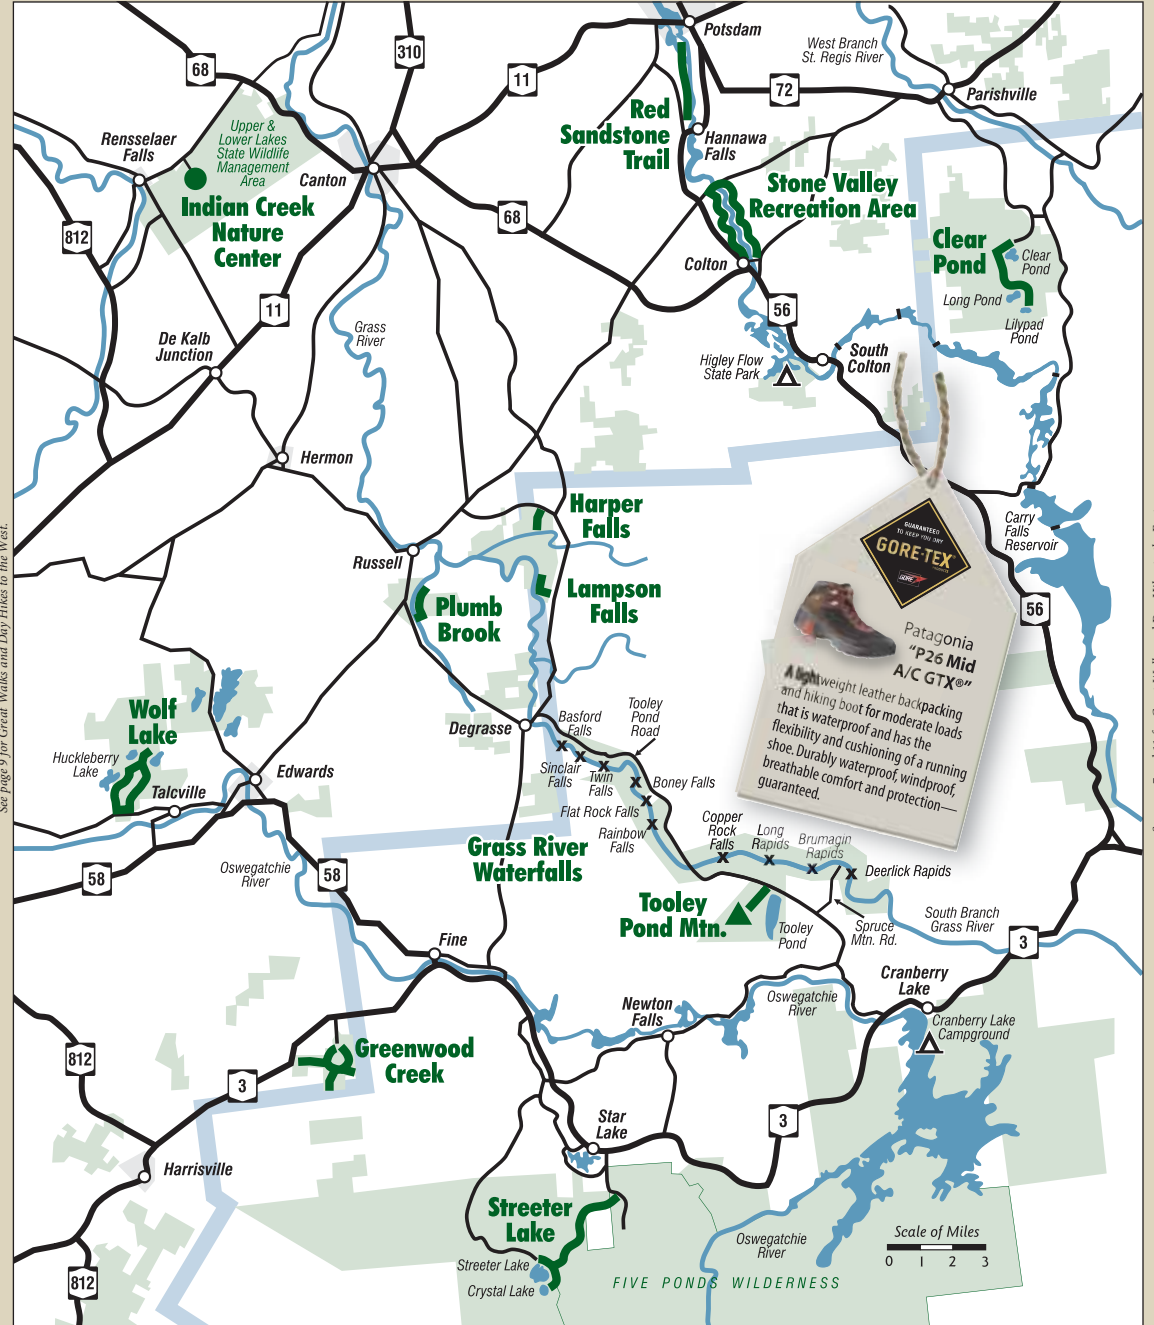 Potsdam
West Branch
St. Regis River
68
310
11
72
Parishville
Rensselaer
Falls
Upper &
Lower Lakes
State Wildlife
Management
Area
Canton
Red
Sandstone
Trail
Hannawa
Falls
Indian Creek
Nature
Center
68
Stone Valley
Recreation Area
812
Clear
Pond
Clear
Pond
Colton
Long Pond
Lilypad
Pond
11
56
De Kalb
Junction
Grass
River
Higley Flow
State Park
South
Colton
Hermon
Harper
Falls
Carry
Falls
Reservoir
GUARANTEED
TO KEEP YOU DRY
GORE-TEX®
GORE
Russell
Lampson
Falls
Plumb
Brook
56
Patagonia
"P26 Mid
A/C GTX®"
A lightweight leather backpacking
and hiking boot for moderate loads
that is waterproof and has the
flexibility and cushioning of a running
shoe. Durably waterproof, windproof,
breathable comfort and protection—
guaranteed.
See page 9 for Great Walks and Day Hikes to the West.
Wolf
Lake
Huckleberry
Lake
Talcville
Edwards
Degrasse
Basford
Falls
Tooley
Pond
Road
Sinclair
Falls
Twin
Falls
Boney Falls
Flat Rock Falls
Rainbow
Falls
Copper
Rock
Falls
Long
Rapids
Brumagin
Rapids
Deerlick Rapids
Grass River
Waterfalls
58
Oswegatchie
River
58
Tooley
Pond Mtn.
Tooley
Pond
Spruce
Mtn. Rd.
South Branch
Grass River
3
Fine
Cranberry
Lake
Newton
Falls
Oswegatchie
River
Cranberry Lake
Campground
812
Greenwood
Creek
3
Star
Lake
3
Harrisville
Streeter
Lake
Streeter Lake
Crystal Lake
Oswegatchie
River
Scale of Miles
0 1 2 3
FIVE PONDS WILDERNESS
812